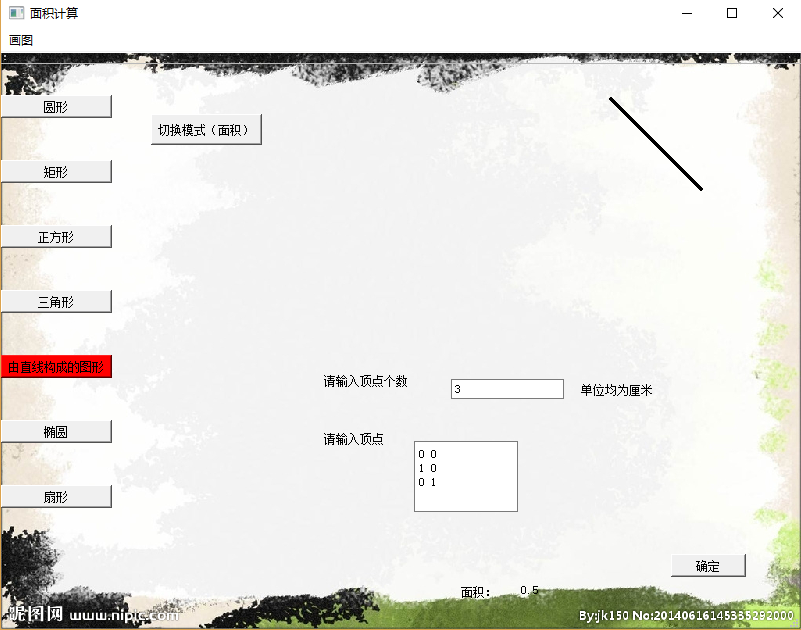 面积计算
画图
圆形
切换模式（面积）
矩形
正方形
三角形
由直线构成的图形
请输入顶点个数
3
单位均为厘米
椭圆
请输入顶点
0 0
1 0
0 1
扇形
确定
面积：
0.5
昵图网 www.nipic.com
By:jk150 No:20140616145335292000